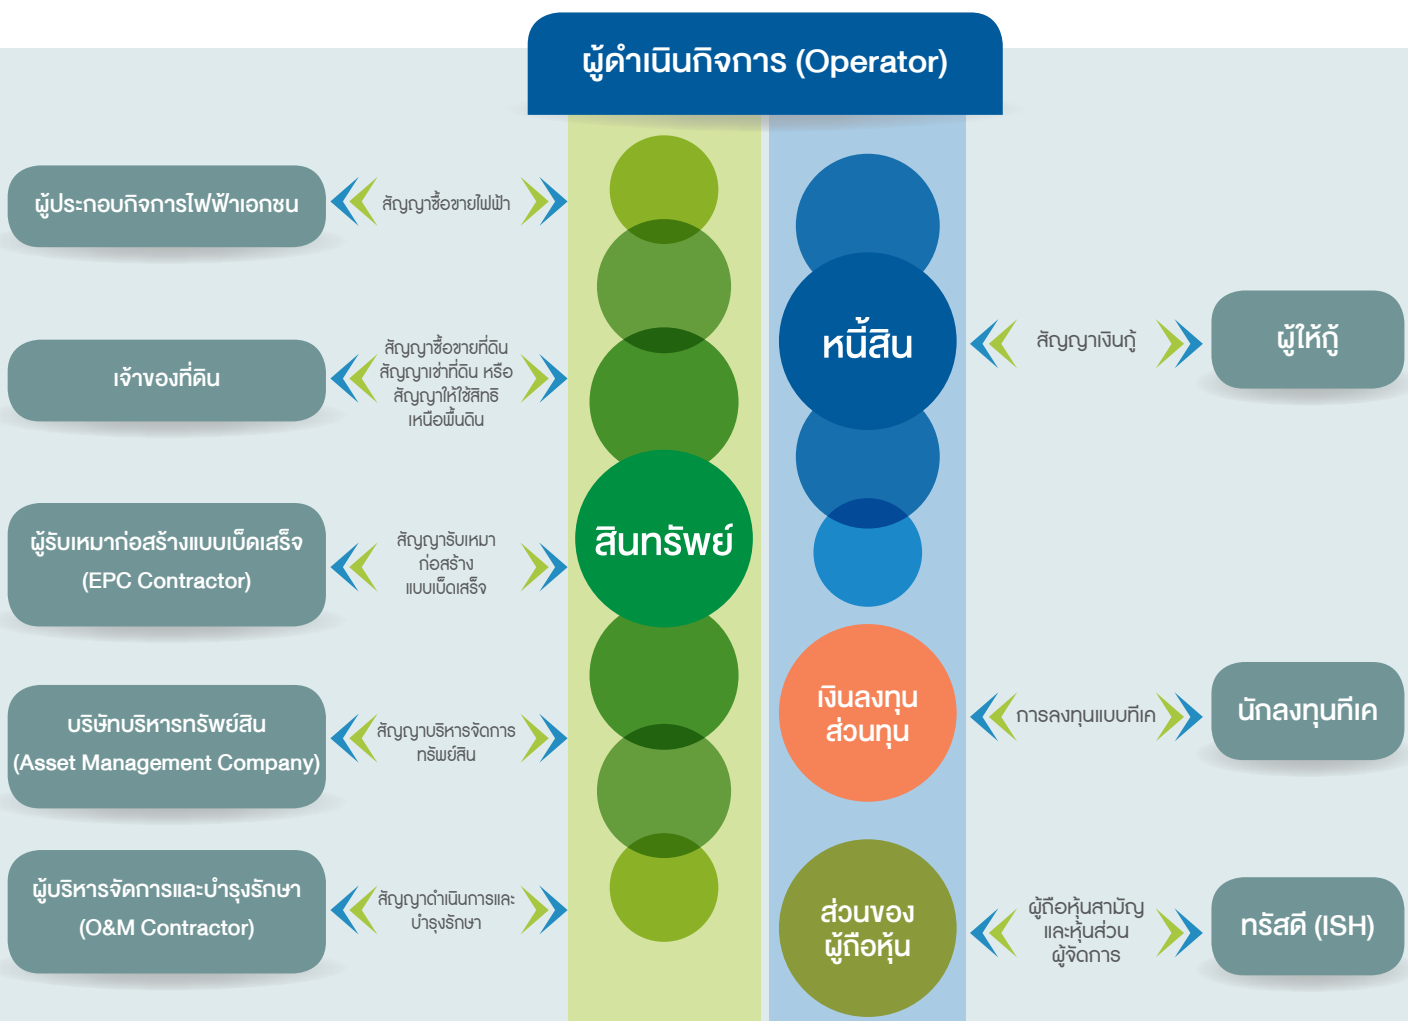 ผู้ดำเนินกิจการ (Operator)
ผู้ประกอบกิจการไฟฟ้าเอกชน
สัญญาซื้อขายไฟฟ้า
เจ้าของที่ดิน
สัญญาซื้อขายที่ดิน
สัญญาเช่าที่ดิน หรือ
สัญญาให้ใช้สิทธิ
เหนือพื้นดิน
ผู้รับเหมาก่อสร้างแบบเบ็ดเสร็จ
(EPC Contractor)
สัญญารับเหมา
ก่อสร้าง
แบบเบ็ดเสร็จ
บริษัทบริหารทรัพย์สิน
(Asset Management Company)
สัญญาบริหารจัดการ
ทรัพย์สิน
ผู้บริหารจัดการและบำรุงรักษา
(O&M Contractor)
สัญญาดำเนินการและ
บำรุงรักษา
สินทรัพย์
หนี้สิน
สัญญาเงินกู้
ผู้ให้กู้
เงินลงทุน
ส่วนทุน
การลงทุนแบบทีเค
นักลงทุนทีเค
ส่วนของ
ผู้ถือหุ้น
ผู้ถือหุ้นสามัญ
และหุ้นส่วน
ผู้จัดการ
ทรัสตี (ISH)